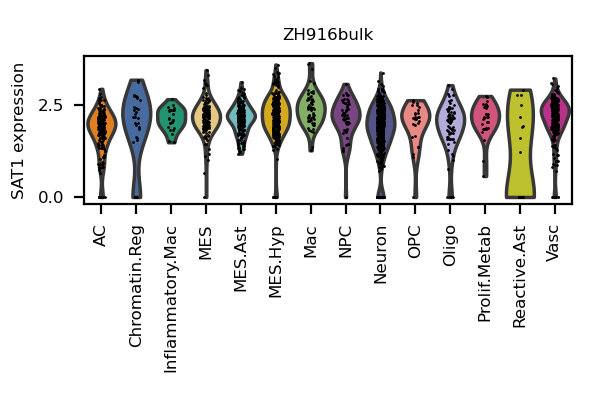 ZH916bulk
SAT1 expression
2.5
0.0
AC
Chromatin.Reg
Inflammatory.Mac
MES
MES.Ast
MES.Hyp
Mac
NPC
Neuron
OPC
Oligo
Prolif.Metab
Reactive.Ast
Vasc